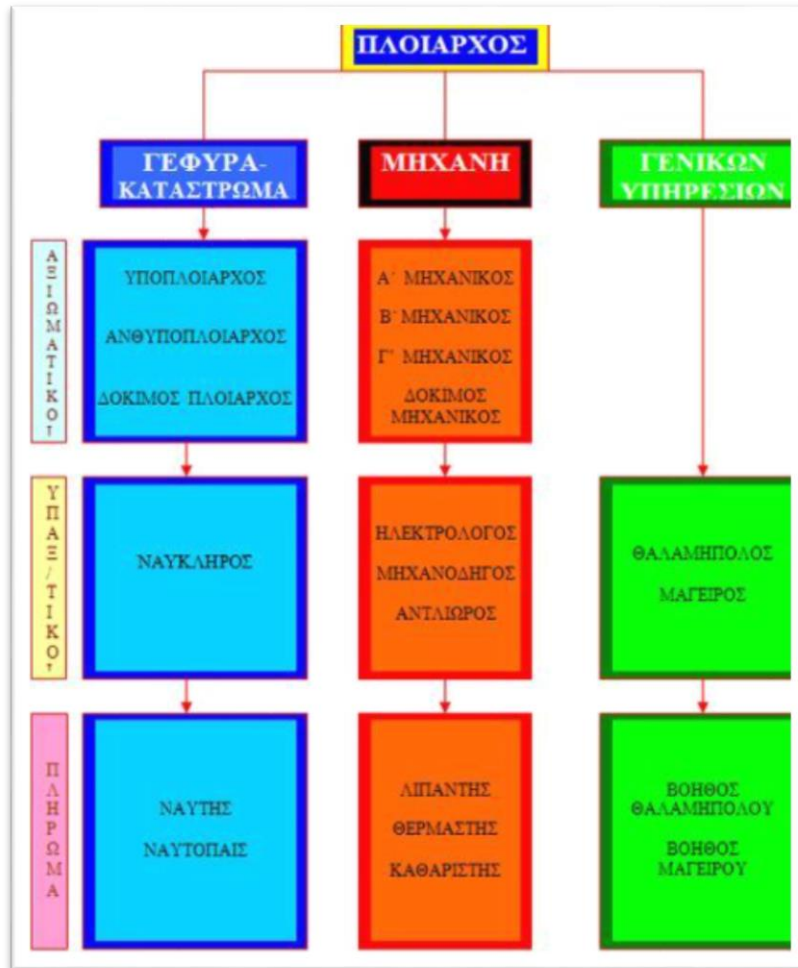 ΠΛΟΙΑΡΧΟΣ
ΓΕΦΥΡΑ-
ΚΑΤΑΣΤΡΩΜΑ
ΜΗΧΑΝΗ
ΓΕΝΙΚΩΝ
ΥΠΗΡΕΣΙΩΝ
ΑΞΙΩΜΑΤΙΚΟΙ
ΥΠΟΠΛΟΙΑΡΧΟΣ
ΑΝΘΥΠΟΠΛΟΙΑΡΧΟΣ
ΔΟΚΙΜΟΣ ΠΛΟΙΑΡΧΟΣ
Α΄ ΜΗΧΑΝΙΚΟΣ
Β΄ ΜΗΧΑΝΙΚΟΣ
Γ΄ ΜΗΧΑΝΙΚΟΣ
ΔΟΚΙΜΟΣ
ΜΗΧΑΝΙΚΟΣ
ΥΠΑΞ/ΤΙΚΟΙ
ΝΑΥΚΛΗΡΟΣ
ΗΛΕΚΤΡΟΛΟΓΟΣ
ΜΗΧΑΝΟΔΗΓΟΣ
ΑΝΤΛΙΩΡΟΣ
ΘΑΛΑΜΗΠΟΛΟΣ
ΜΑΓΕΙΡΟΣ
ΠΛΗΡΩΜΑ
ΝΑΥΤΗΣ
ΝΑΥΤΟΠΑΙΣ
ΛΙΠΑΝΤΗΣ
ΘΕΡΜΑΣΤΗΣ
ΚΑΘΑΡΙΣΤΗΣ
ΒΟΗΘΟΣ
ΘΑΛΑΜΗΠΟΛΟΥ
ΒΟΗΘΟΣ
ΜΑΓΕΙΡΟΥ